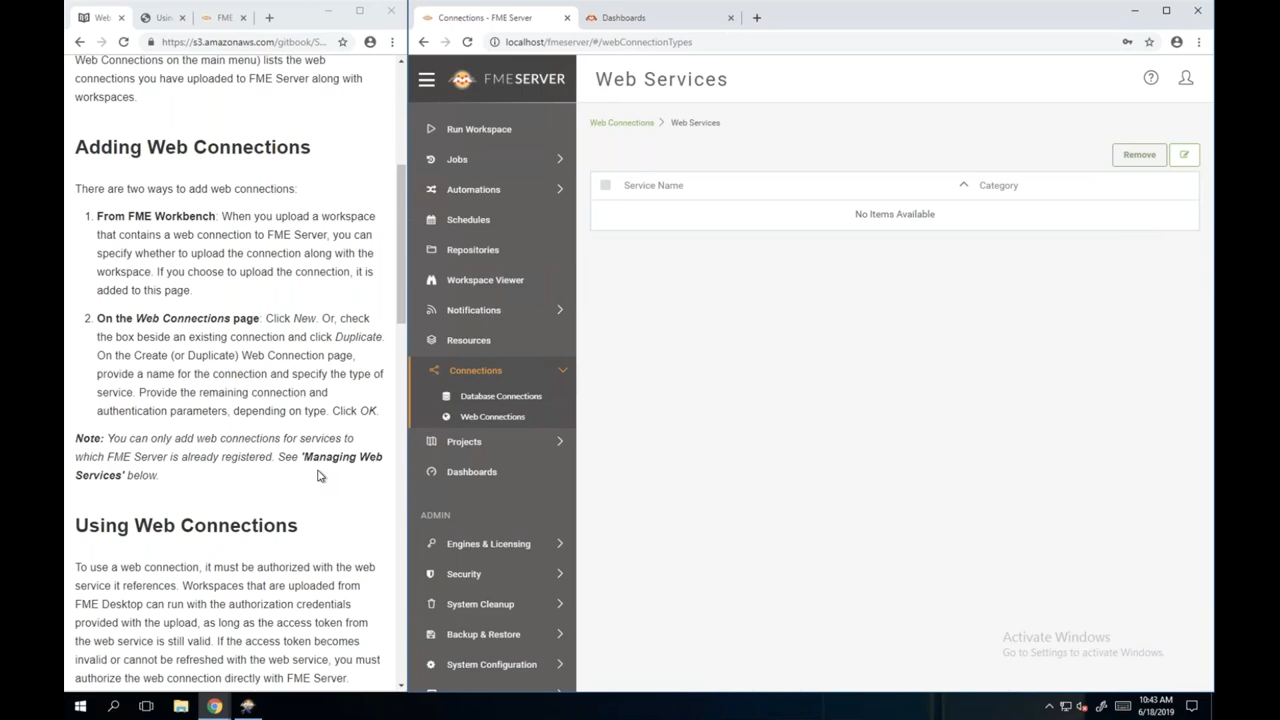 Web
Usin
FME
https://s3.amazonaws.com/gitbook/S...
Web Connections on the main menu) lists the web
connections you have uploaded to FME Server along with
workspaces.
Adding Web Connections
There are two ways to add web connections:
1. From FME Workbench: When you upload a workspace
that contains a web connection to FME Server, you can
specify whether to upload the connection along with the
workspace. If you choose to upload the connection, it is
added to this page.
2. On the Web Connections page: Click New. Or, check
the box beside an existing connection and click Duplicate.
On the Create (or Duplicate) Web Connection page,
provide a name for the connection and specify the type of
service. Provide the remaining connection and
authentication parameters, depending on type. Click OK.
Note: You can only add web connections for services to
which FME Server is already registered. See 'Managing Web
Services' below.
Using Web Connections
To use a web connection, it must be authorized with the web
service it references. Workspaces that are uploaded from
FME Desktop can run with the authorization credentials
provided with the upload, as long as the access token from
the web service is still valid. If the access token becomes
invalid or cannot be refreshed with the web service, you must
authorize the web connection directly with FME Server.
Connections - FME Server
Dashboards
localhost/fmeserver/#/webConnectionTypes
FMESERVER
Run Workspace
Jobs
Automations
Schedules
Repositories
Workspace Viewer
Notifications
Resources
Connections
Database Connections
Web Connections
Projects
Dashboards
ADMIN
Engines & Licensing
Security
System Cleanup
Backup & Restore
System Configuration
Web Services
Web Connections > Web Services
Remove
Service Name
Category
No Items Available
Activate Windows
Go to Settings to activate Windows.
10:43 AM
6/18/2019